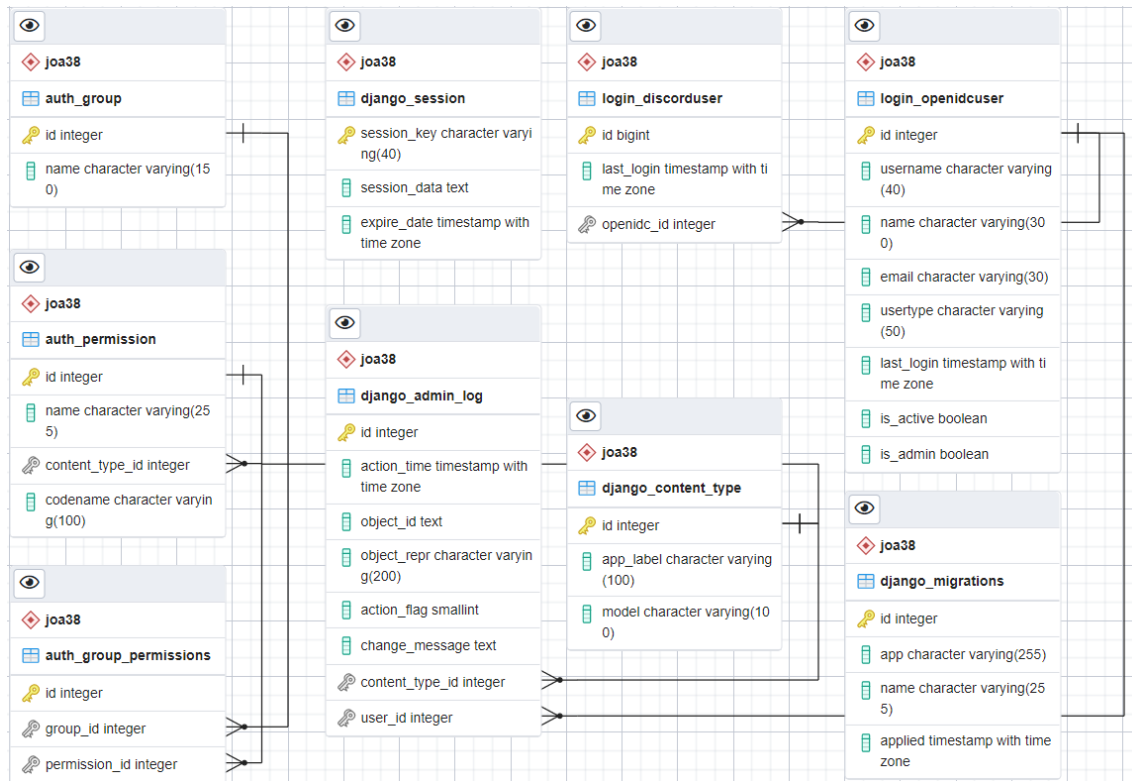 joa38
auth_group
id integer
name character varying(15
0)
joa38
auth_permission
id integer
name character varying(25
5)
content_type_id integer
codename character varyin
g(100)
joa38
auth_group_permissions
id integer
group_id integer
permission_id integer
joa38
django_session
session_key character varyi
ng(40)
session_data text
expire_date timestamp with
time zone
joa38
django_admin_log
id integer
action_time timestamp with
time zone
object_id text
object_repr character varyin
g(200)
action_flag smallint
change_message text
content_type_id integer
user_id integer
joa38
login_discorduser
id bigint
last_login timestamp with ti
me zone
openidc_id integer
joa38
django_content_type
id integer
app_label character varying
(100)
model character varying(10
0)
joa38
login_openidcuser
id integer
username character varying
(40)
name character varying(30
0)
email character varying(30)
usertype character varying
(50)
last_login timestamp with ti
me zone
is_active boolean
is_admin boolean
joa38
django_migrations
id integer
app character varying(255)
name character varying(25
5)
applied timestamp with time
zone